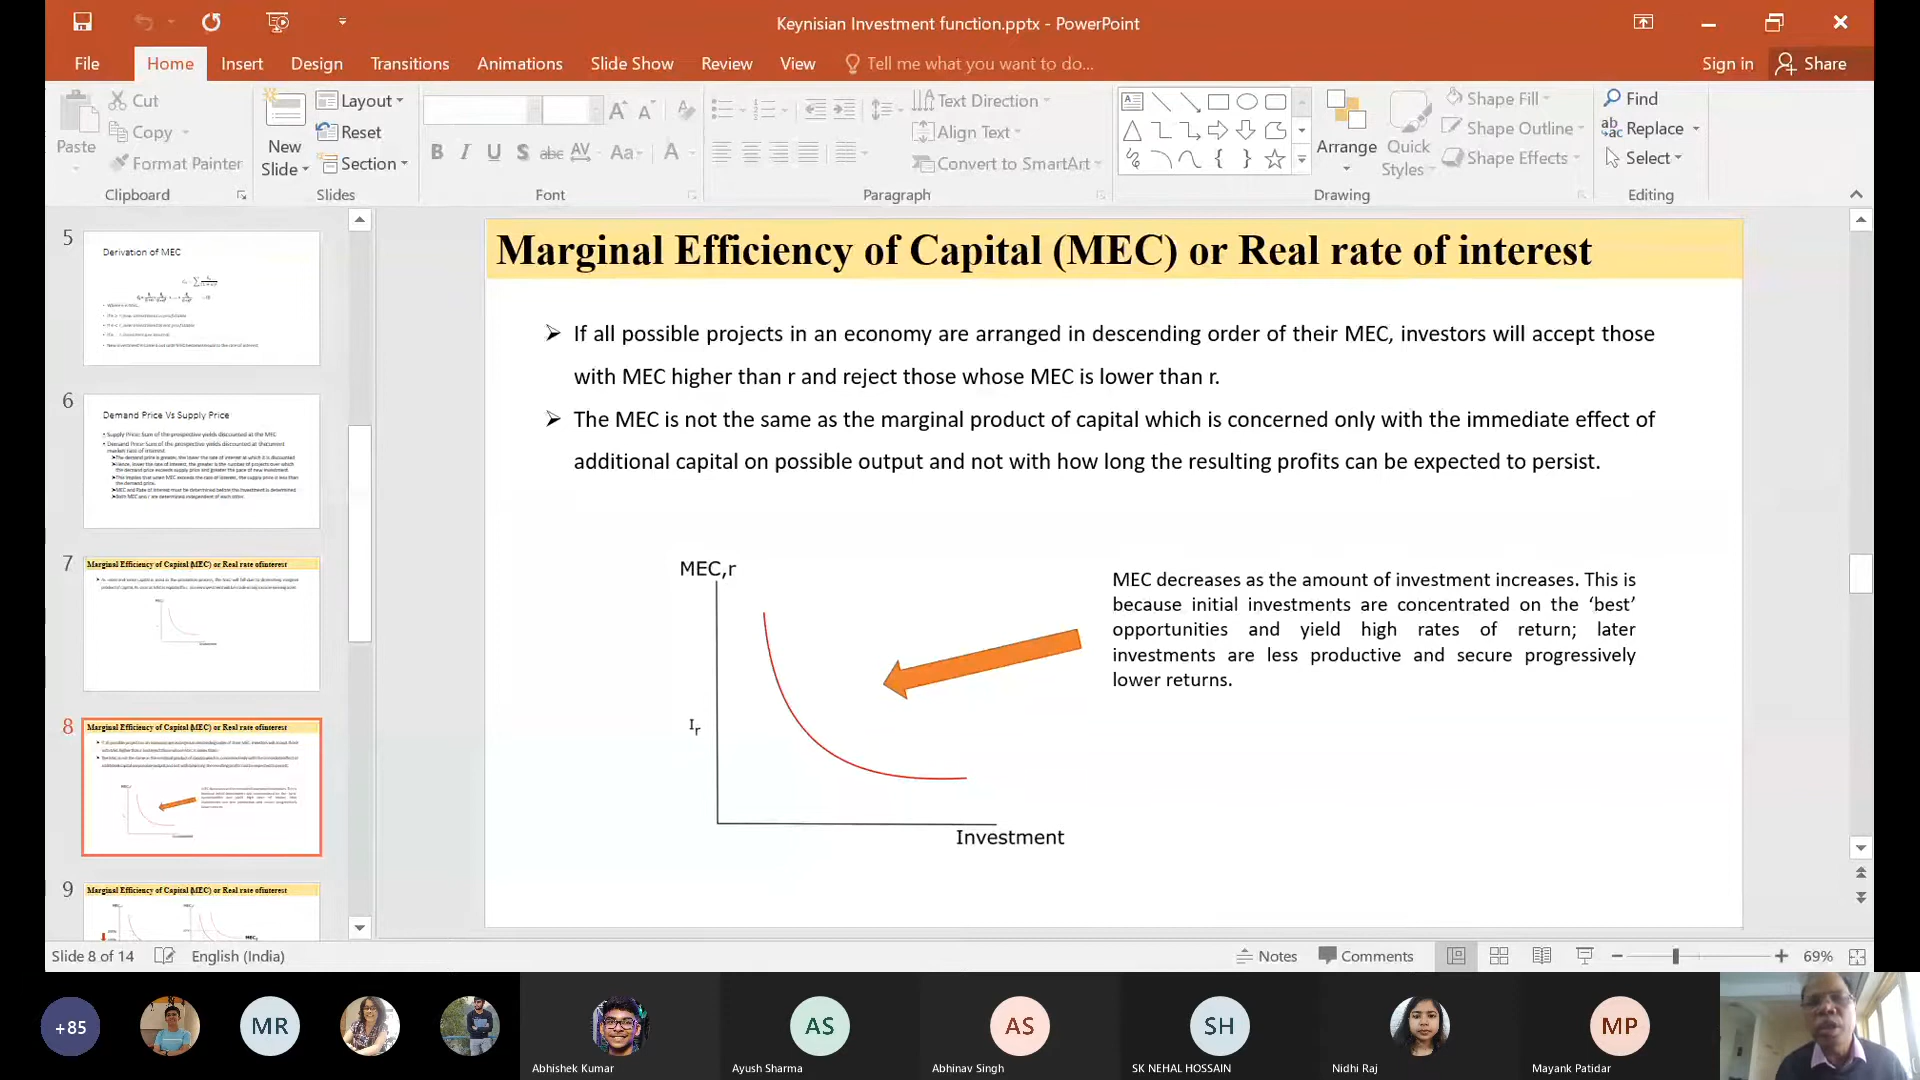 Keynisian Investment function.pptx - PowerPoint
File Home Insert Design Transitions Animations Slide Show Review View Tell me what you want to do... Sign in Share
Paste
Cut
Copy
Format Painter
Clipboard
New Slide
Layout
Reset
Section
Slides
Font
Text Direction
Align Text
Convert to SmartArt
Paragraph
Arrange
Quick Styles
Shape Fill
Shape Outline
Shape Effects
Drawing
Find
Replace
Select
Editing
5
Derivation of MEC
6
Demand Price Vs Supply Price
7
Marginal Efficiency of Capital (MEC) or Real rate of interest
8
Marginal Efficiency of Capital (MEC) or Real rate of interest
9
Marginal Efficiency of Capital (MEC) or Real rate of interest
Marginal Efficiency of Capital (MEC) or Real rate of interest
If all possible projects in an economy are arranged in descending order of their MEC, investors will accept those
with MEC higher than r and reject those whose MEC is lower than r.
The MEC is not the same as the marginal product of capital which is concerned only with the immediate effect of
additional capital on possible output and not with how long the resulting profits can be expected to persist.
MEC,r
Ir
Investment
MEC decreases as the amount of investment increases. This is
because initial investments are concentrated on the ‘best’
opportunities and yield high rates of return; later
investments are less productive and secure progressively
lower returns.
Slide 8 of 14 English (India) Notes Comments 69%
+85 MR AS AS SH MP
Abhishek Kumar Ayush Sharma Abhinav Singh SK NEHAL HOSSAIN Nidhi Raj Mayank Patidar